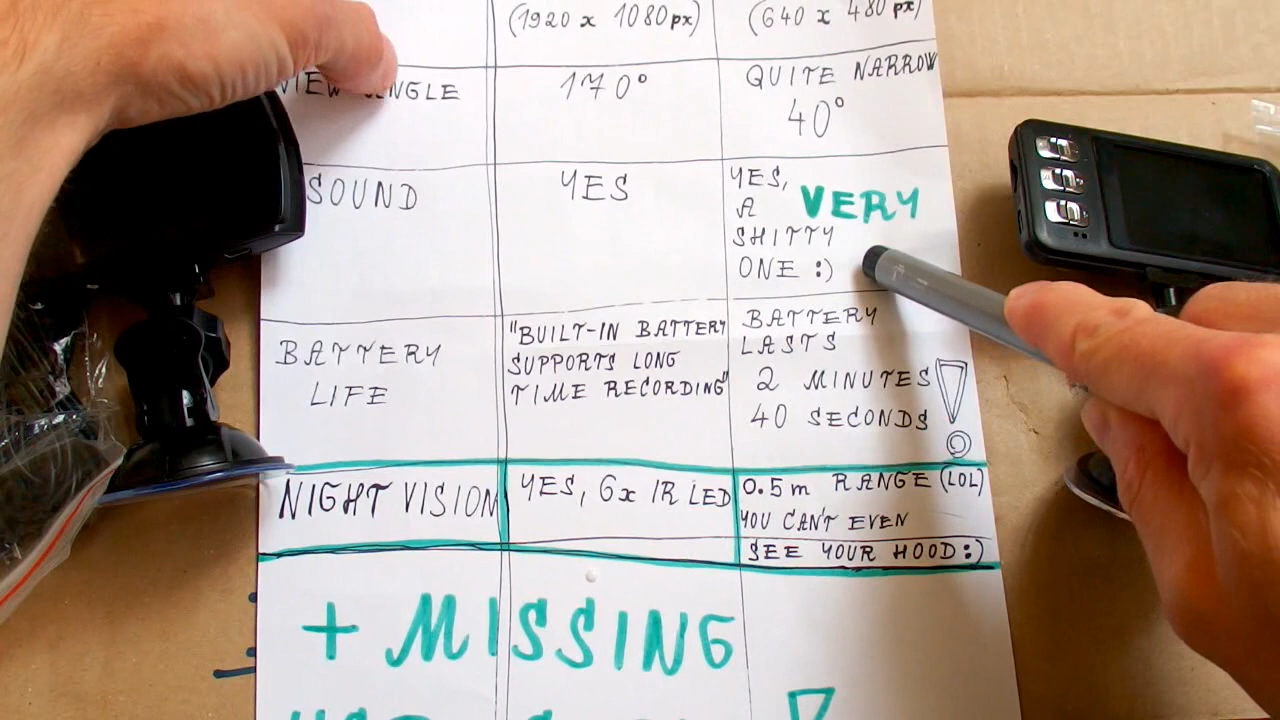 (1920 x 1080px)
(640 x 480 px)
VIEW ANGLE
170°
QUITE NARROW
40°
SOUND
YES
YES,
A VERY
SHITTY
ONE :)
BATTERY
LIFE
"BUILT-IN BATTERY
SUPPORTS LONG
TIME RECORDING"
BATTERY
LASTS
2 MINUTES
40 SECONDS !
NIGHT VISION
YES, 6x IR LED
0.5m RANGE (LOL)
YOU CAN'T EVEN
SEE YOUR HOOD :)
+ MISSING